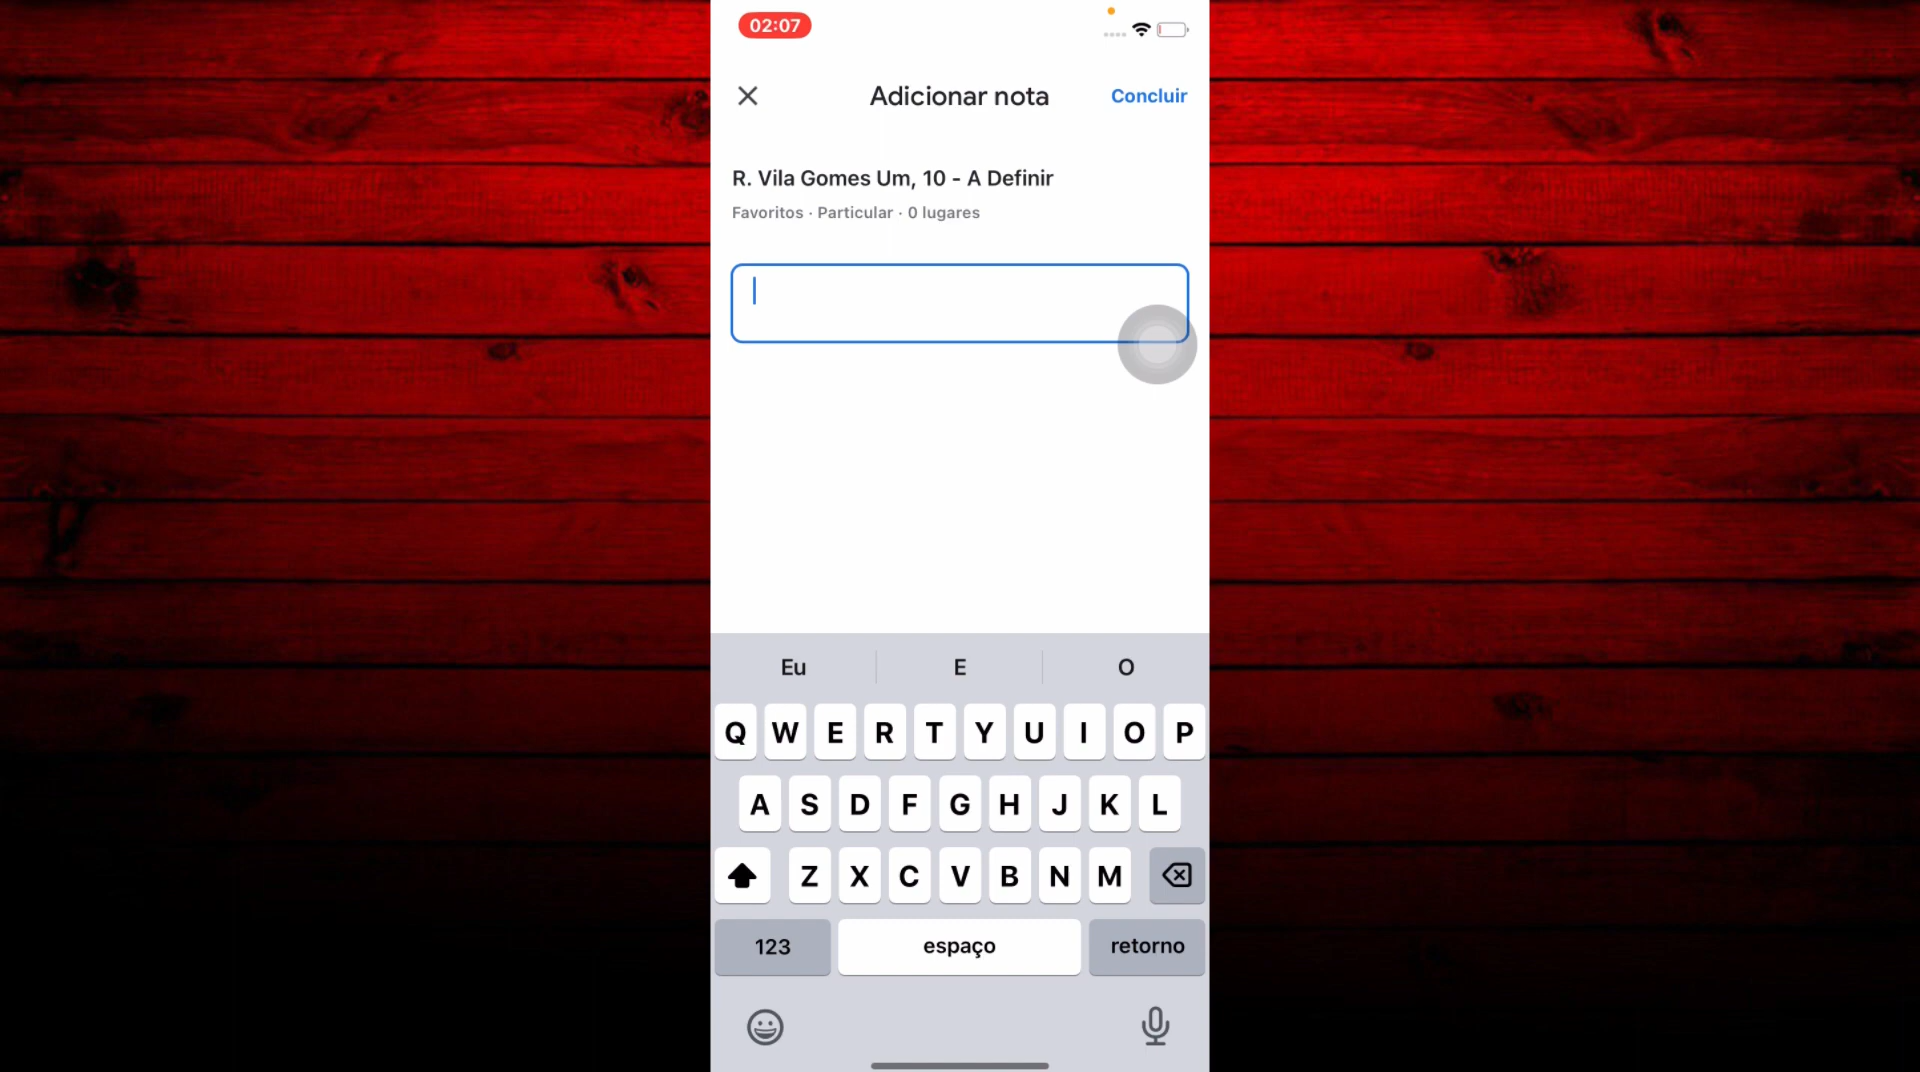 02:07
Adicionar nota
Concluir
R. Vila Gomes Um, 10 - A Definir
Favoritos · Particular · 0 lugares
Eu E O
Q W E R T Y U I O P
A S D F G H J K L
Z X C V B N M
123 espaço retorno